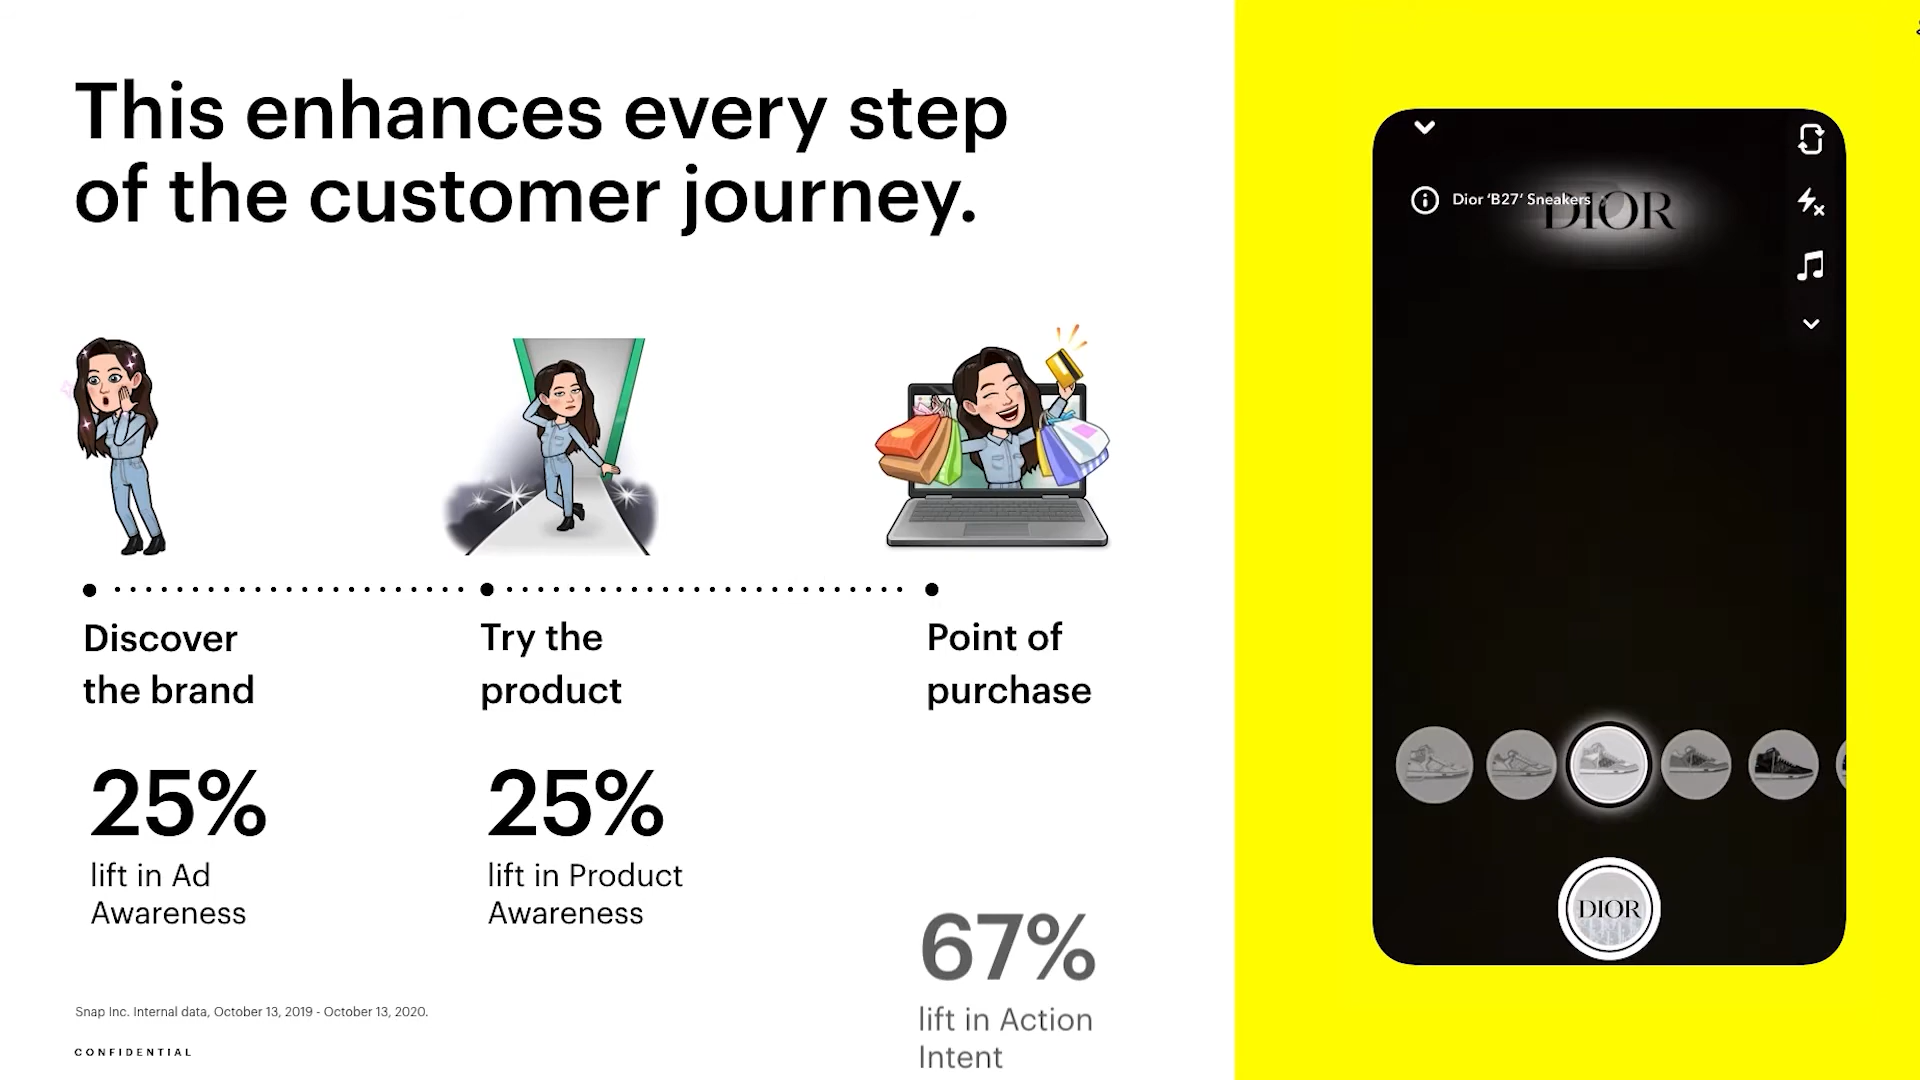 This enhances every step
of the customer journey.
Discover
the brand
Try the
product
Point of
purchase
25%
lift in Ad
Awareness
25%
lift in Product
Awareness
67%
lift in Action
Intent
Snap Inc. Internal data, October 13, 2019 - October 13, 2020.
CONFIDENTIAL
Dior ‘B27’ Sneakers
DIOR
DIOR